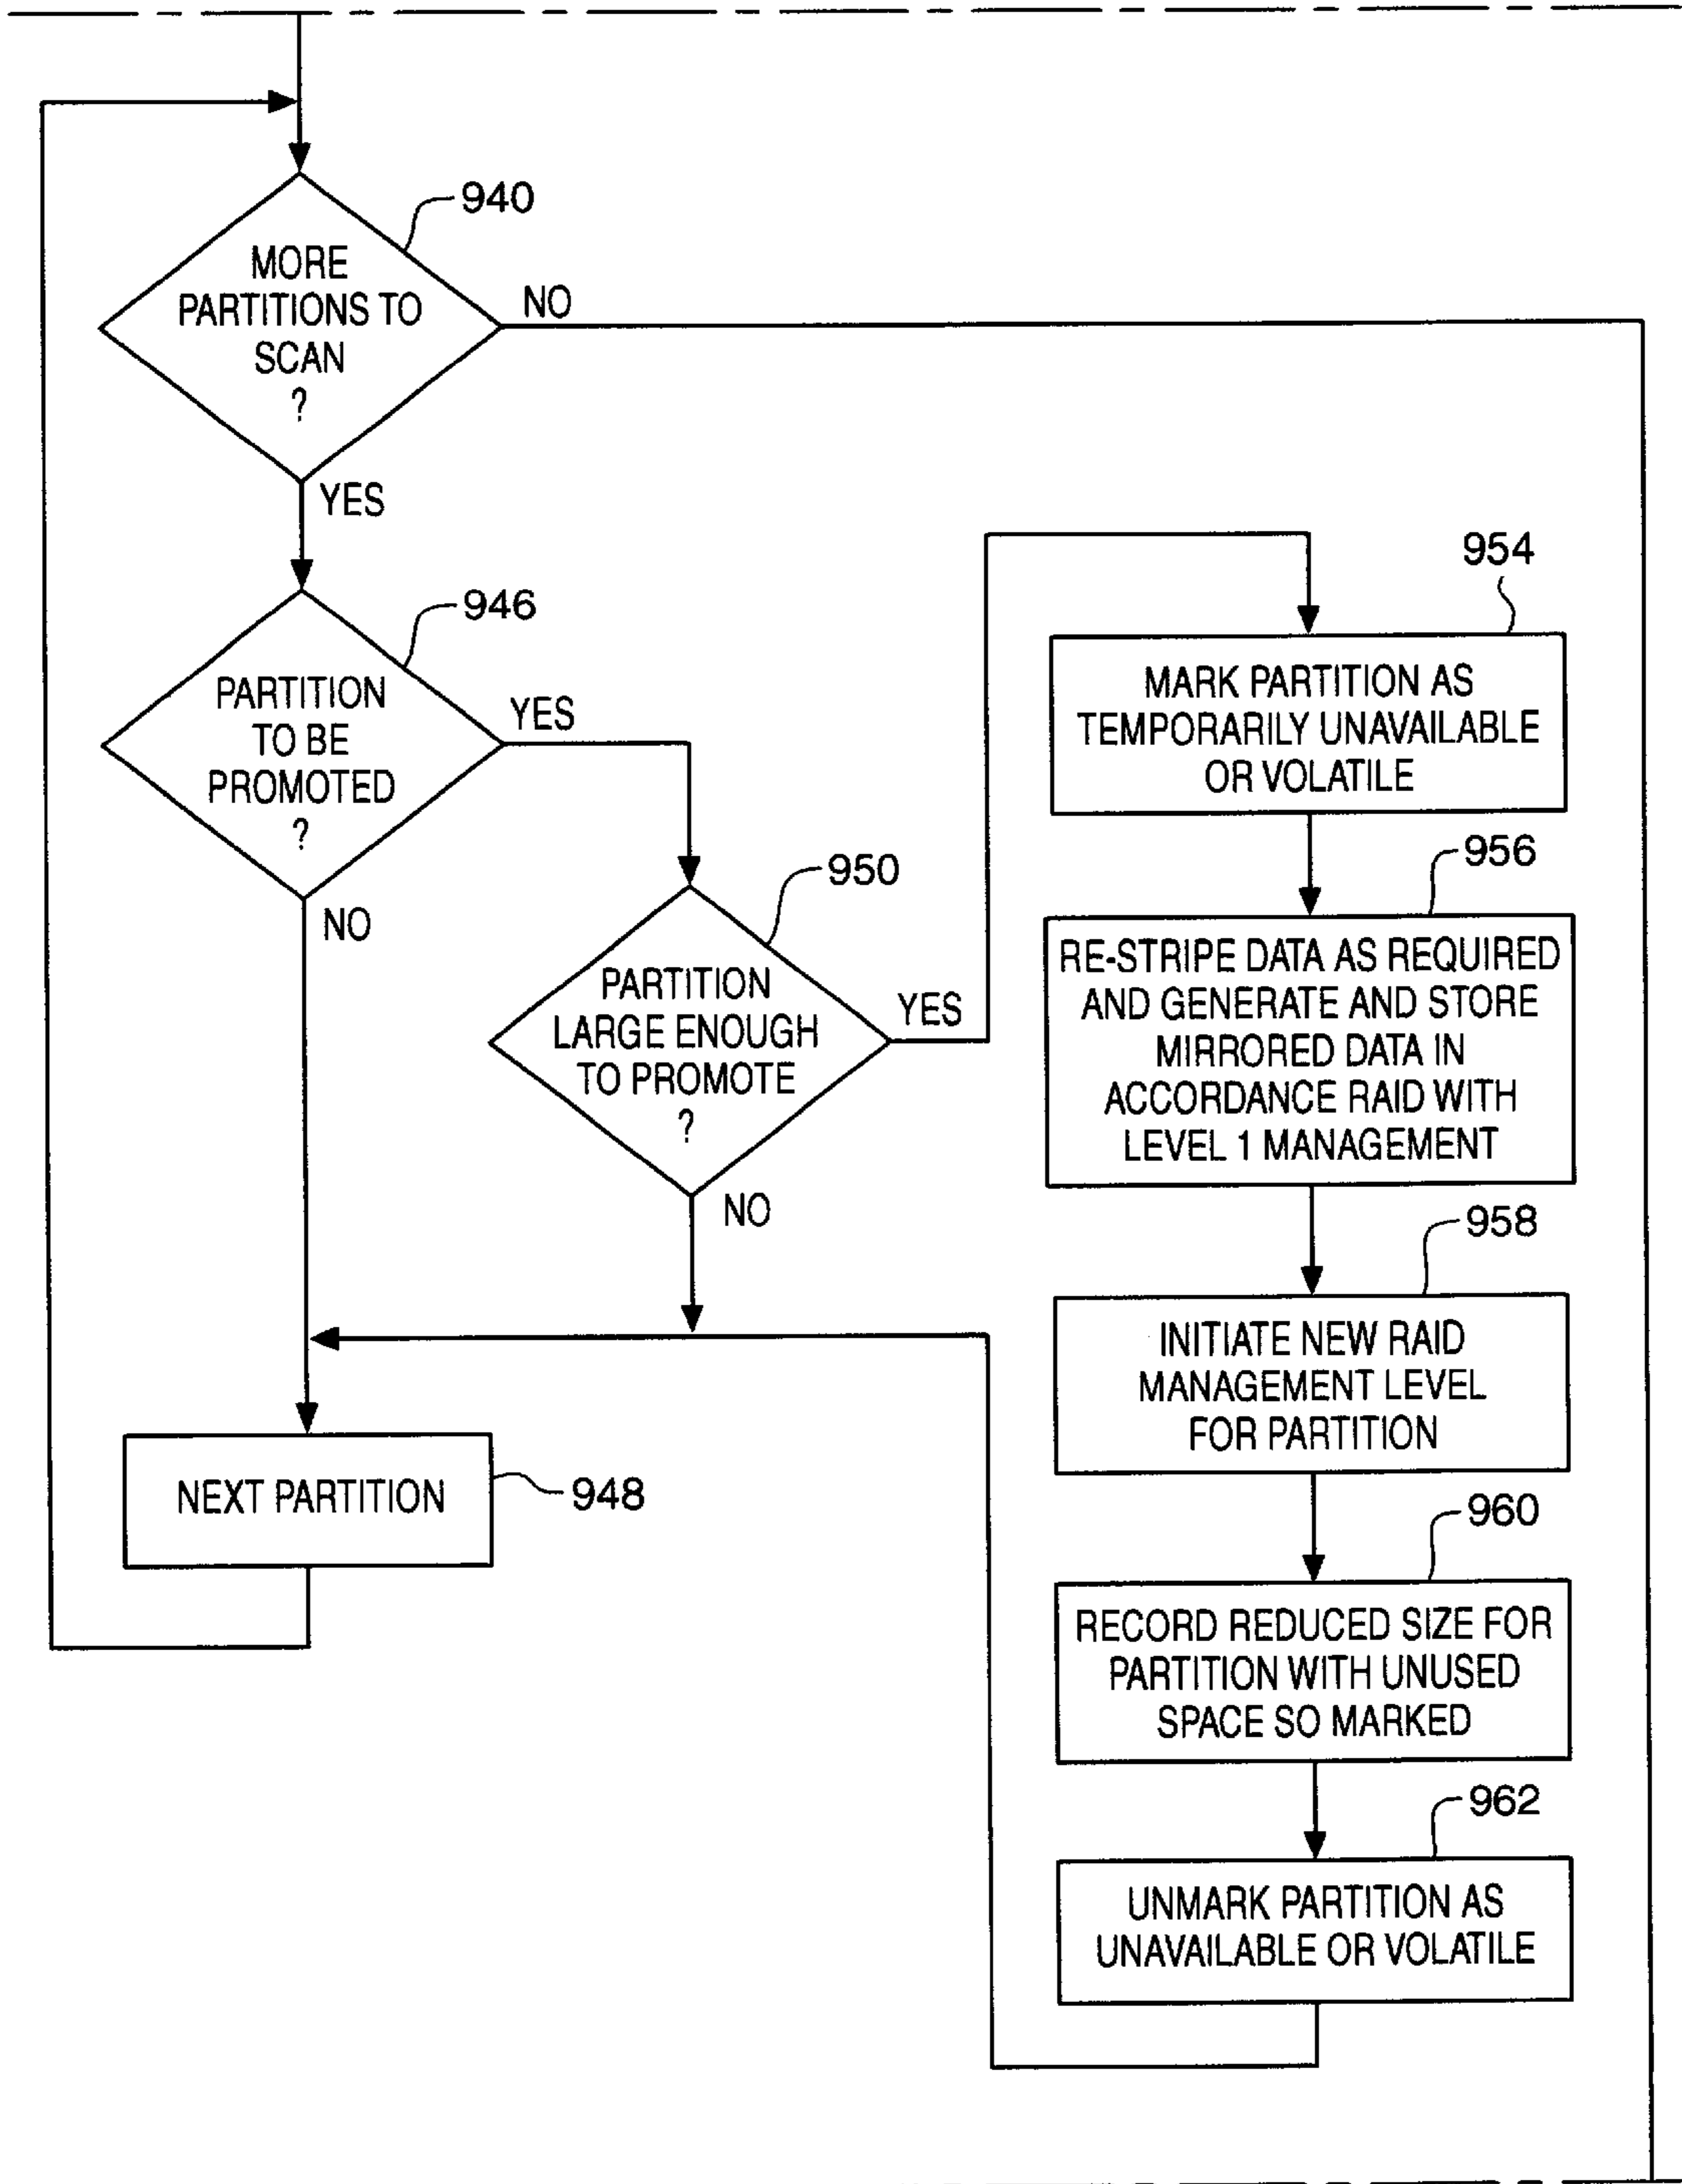 940
MORE
PARTITIONS TO
SCAN
?
NO
YES
946
PARTITION
TO BE
PROMOTED
?
YES
NO
950
PARTITION
LARGE ENOUGH
TO PROMOTE
?
YES
NO
954
MARK PARTITION AS
TEMPORARILY UNAVAILABLE
OR VOLATILE
956
RE-STRIPE DATA AS REQUIRED
AND GENERATE AND STORE
MIRRORED DATA IN
ACCORDANCE RAID WITH
LEVEL 1 MANAGEMENT
958
INITIATE NEW RAID
MANAGEMENT LEVEL
FOR PARTITION
960
RECORD REDUCED SIZE FOR
PARTITION WITH UNUSED
SPACE SO MARKED
962
UNMARK PARTITION AS
UNAVAILABLE OR VOLATILE
NEXT PARTITION
948